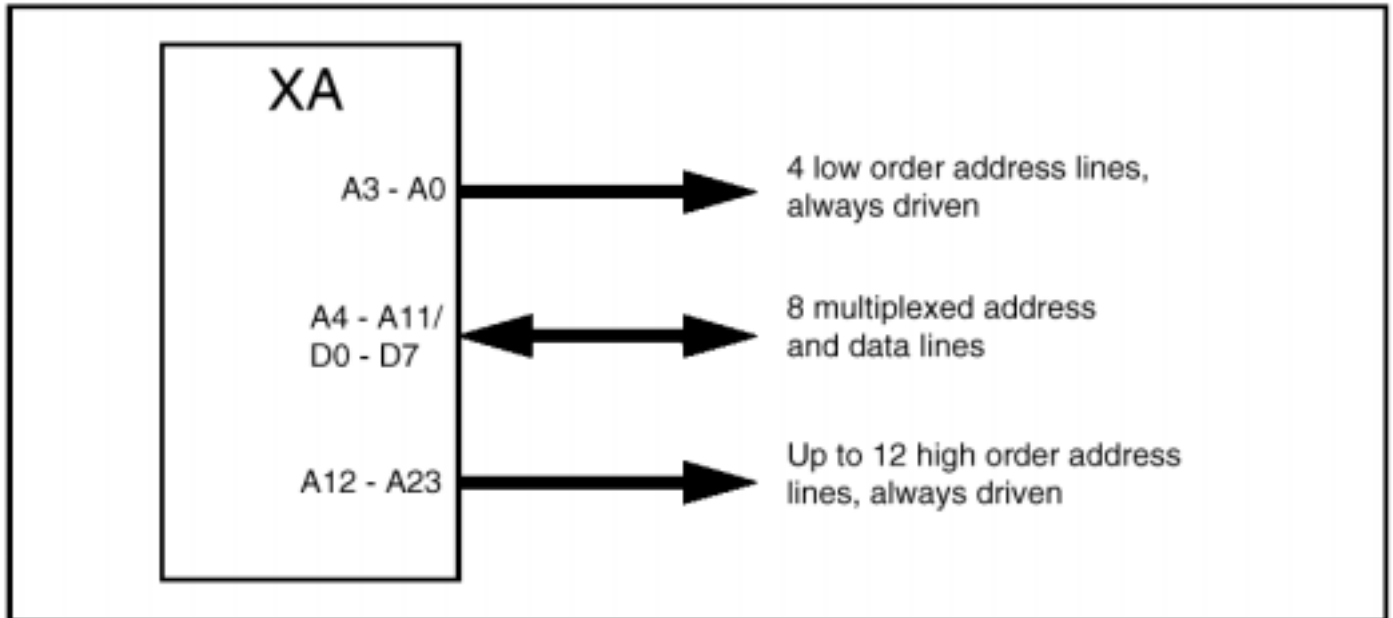 XA
A3 - A0
4 low order address lines,
always driven
A4 - A11/
D0 - D7
8 multiplexed address
and data lines
A12 - A23
Up to 12 high order address
lines, always driven